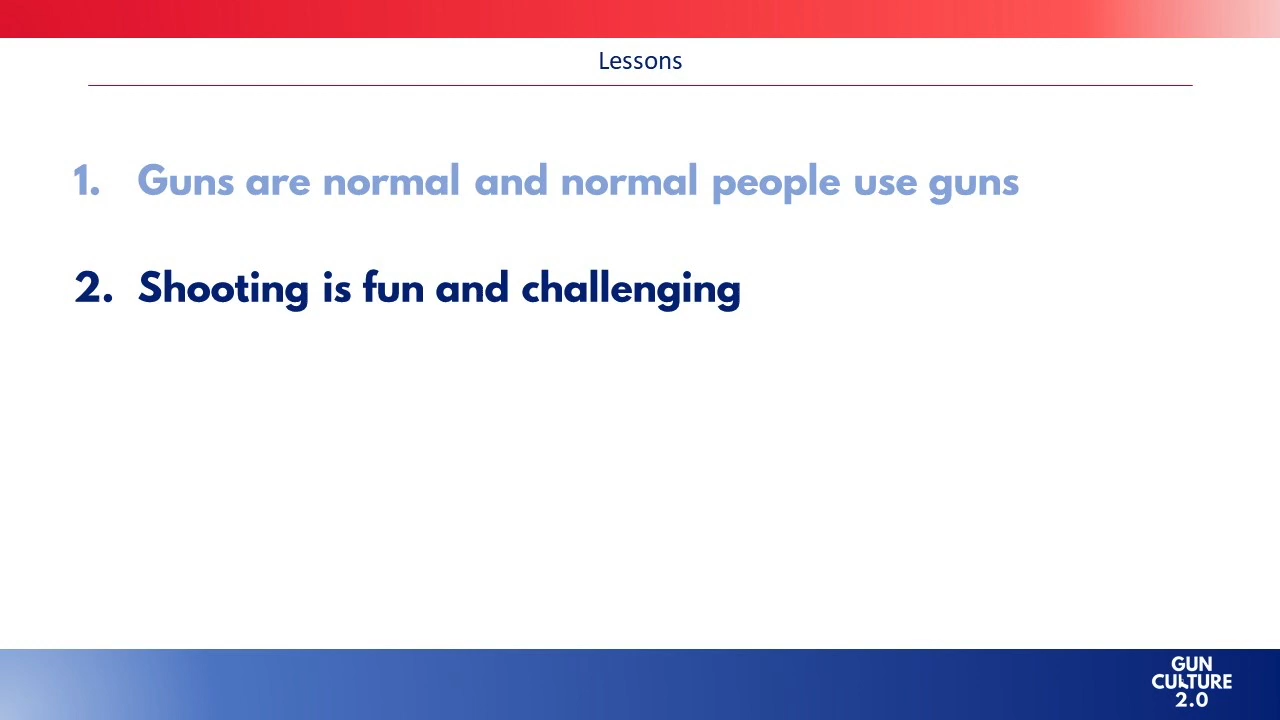 Lessons
1. Guns are normal and normal people use guns
2. Shooting is fun and challenging
GUN
CULTURE
2.0